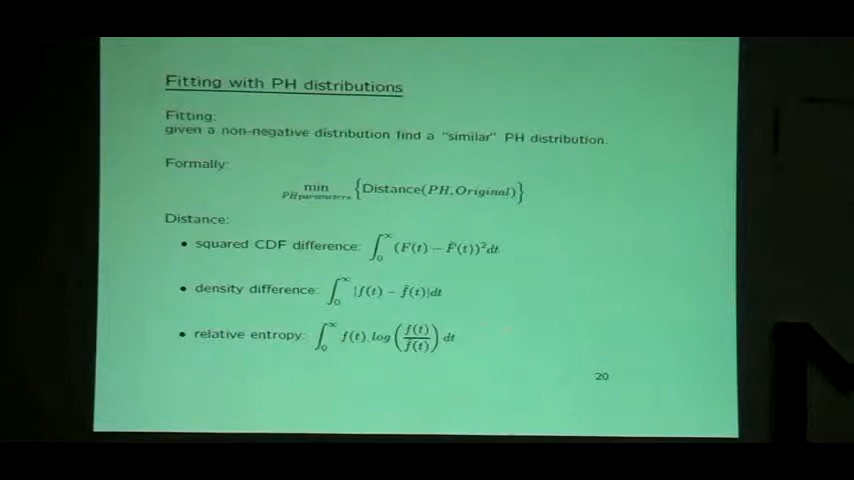 Fitting with PH distributions
Fitting:
given a non-negative distribution find a "similar" PH distribution.
Formally:
min {Distance(PH, Original)}
PHparameters
Distance:
• squared CDF difference: ∫₀^∞ (F(t) − F̂(t))² dt
• density difference: ∫₀^∞ |f(t) − f̂(t)|dt
• relative entropy: ∫₀^∞ f(t) log (f(t)/f̂(t)) dt
20